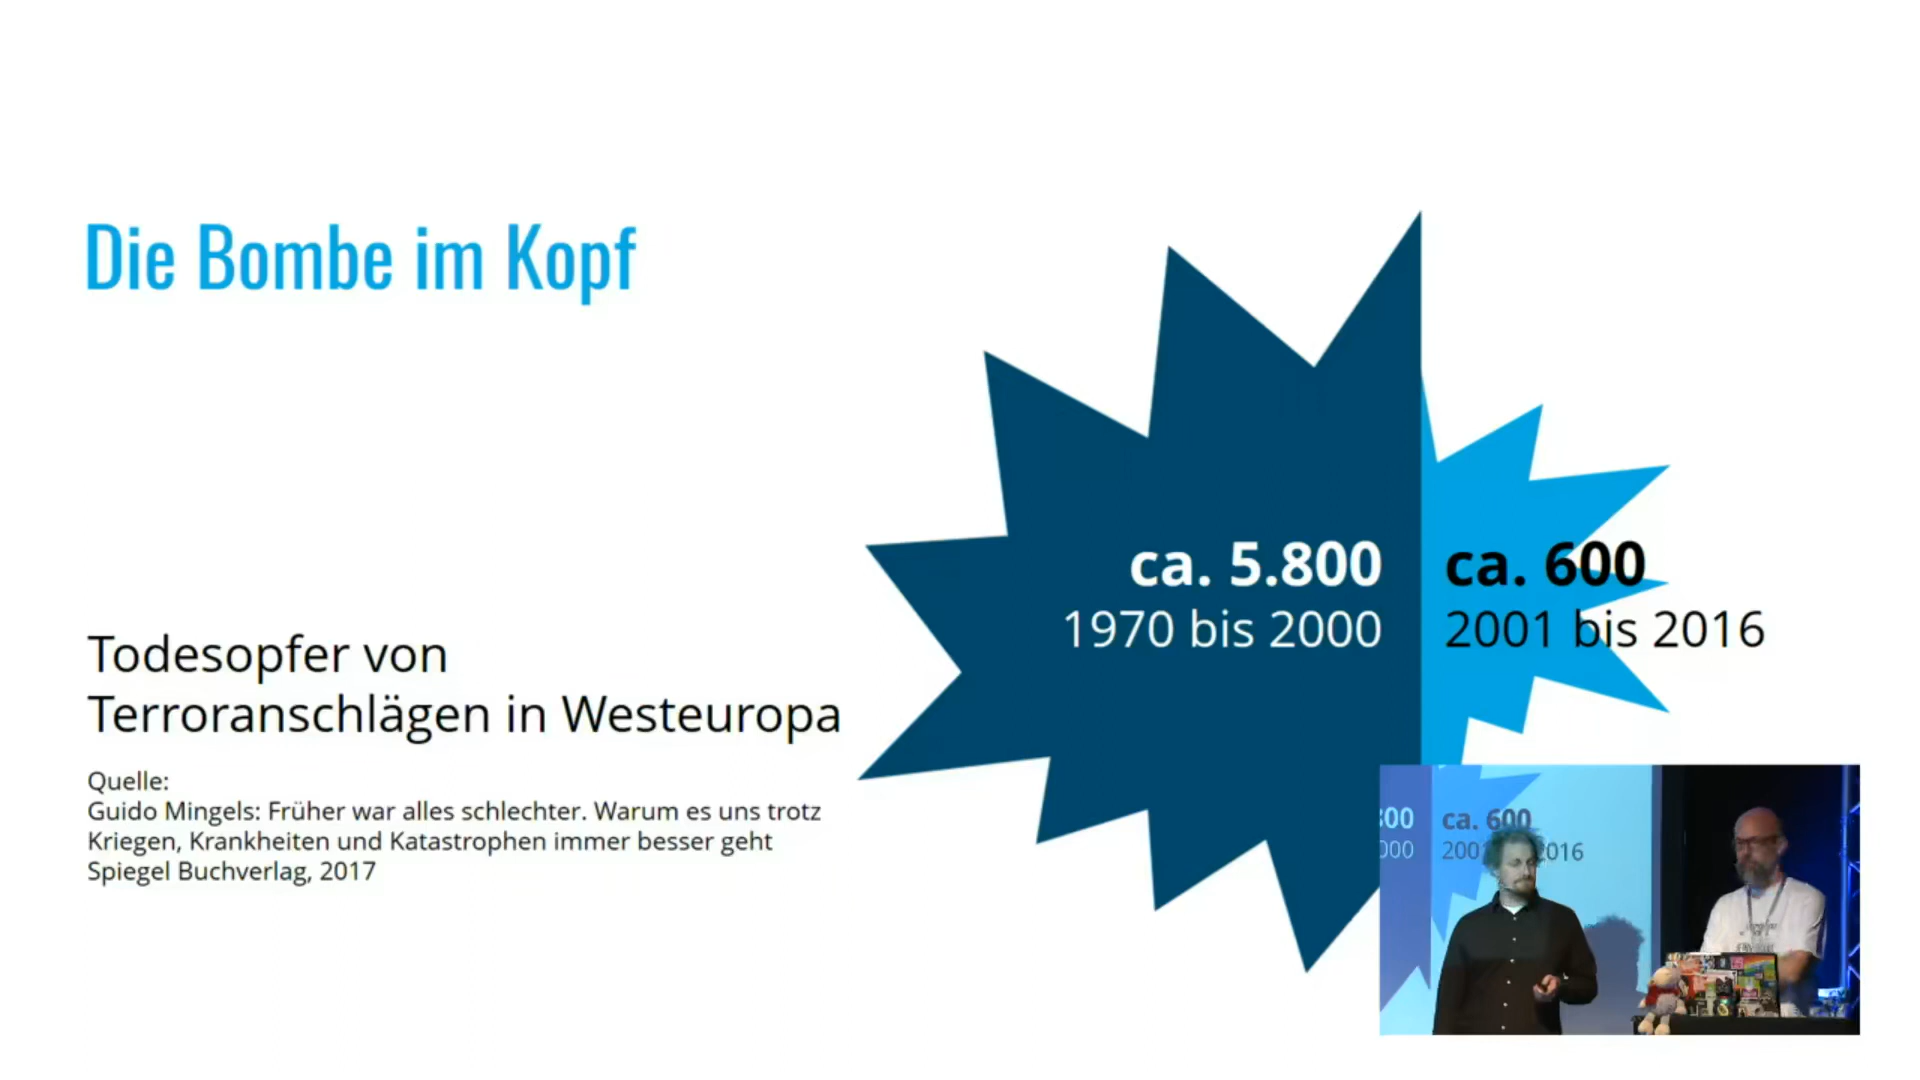 Die Bombe im Kopf
ca. 5.800
1970 bis 2000
ca. 600
2001 bis 2016
Todesopfer von
Terroranschlägen in Westeuropa
Quelle:
Guido Mingels: Früher war alles schlechter. Warum es uns trotz
Kriegen, Krankheiten und Katastrophen immer besser geht
Spiegel Buchverlag, 2017
ca. 600